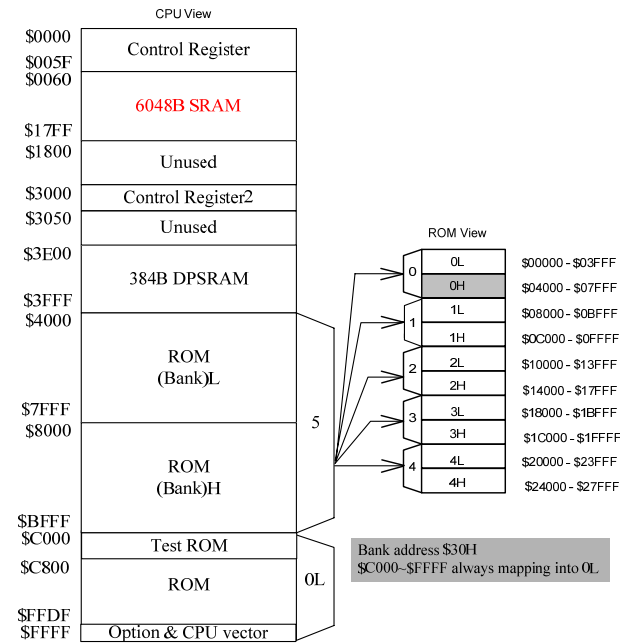 CPU View
$0000
Control Register
$005F
$0060
6048B SRAM
$17FF
$1800
Unused
$3000
Control Register2
$3050
Unused
$3E00
384B DPSRAM
$3FFF
$4000
ROM
(Bank)L
$7FFF
$8000
ROM
(Bank)H
$BFFF
$C000
Test ROM
$C800
ROM
$FFDF
$FFFF
Option & CPU vector
5
0L
ROM View
0
0L
$00000 - $03FFF
0H
$04000 - $07FFF
1
1L
$08000 - $0BFFF
1H
$0C000 - $0FFFF
2
2L
$10000 - $13FFF
2H
$14000 - $17FFF
3
3L
$18000 - $1BFFF
3H
$1C000 - $1FFFF
4
4L
$20000 - $23FFF
4H
$24000 - $27FFF
Bank address $30H
$C000~$FFFF always mapping into 0L